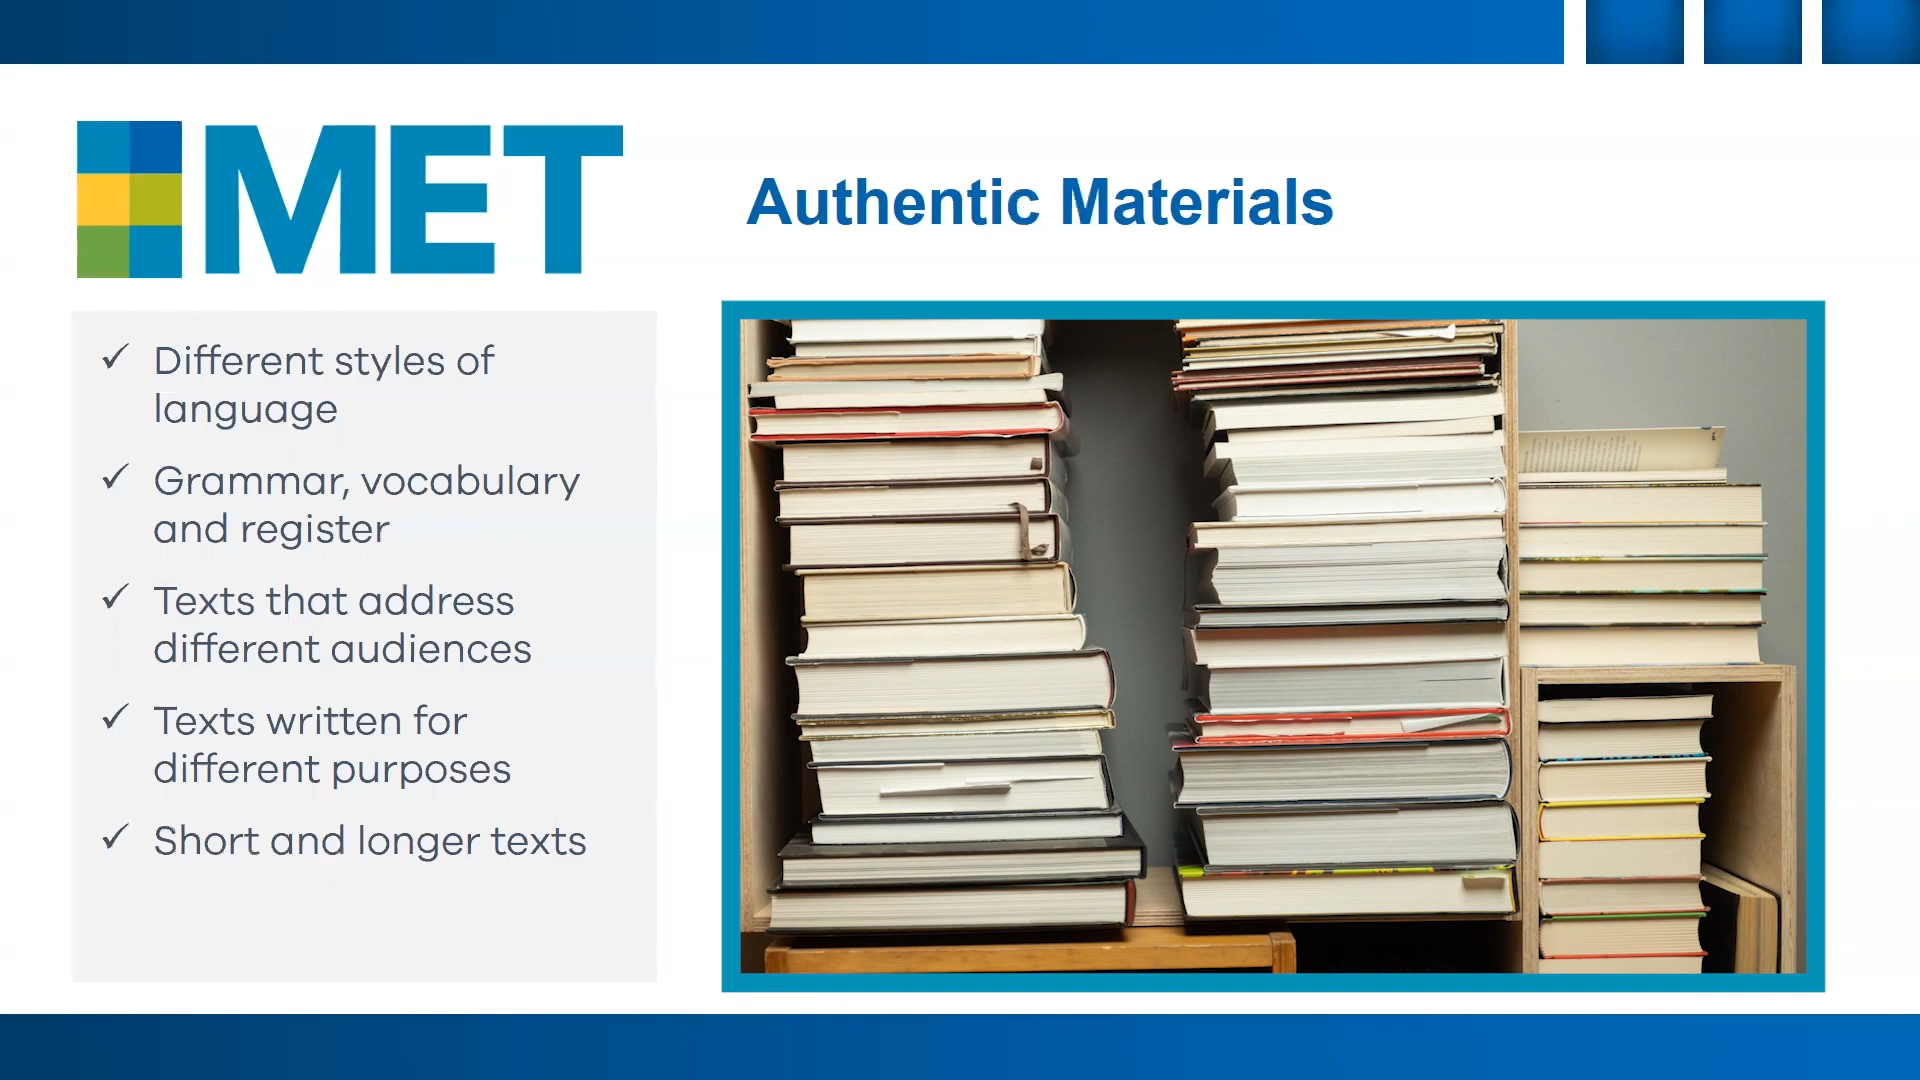 MET
Authentic Materials
Different styles of
language
Grammar, vocabulary
and register
Texts that address
different audiences
Texts written for
different purposes
Short and longer texts